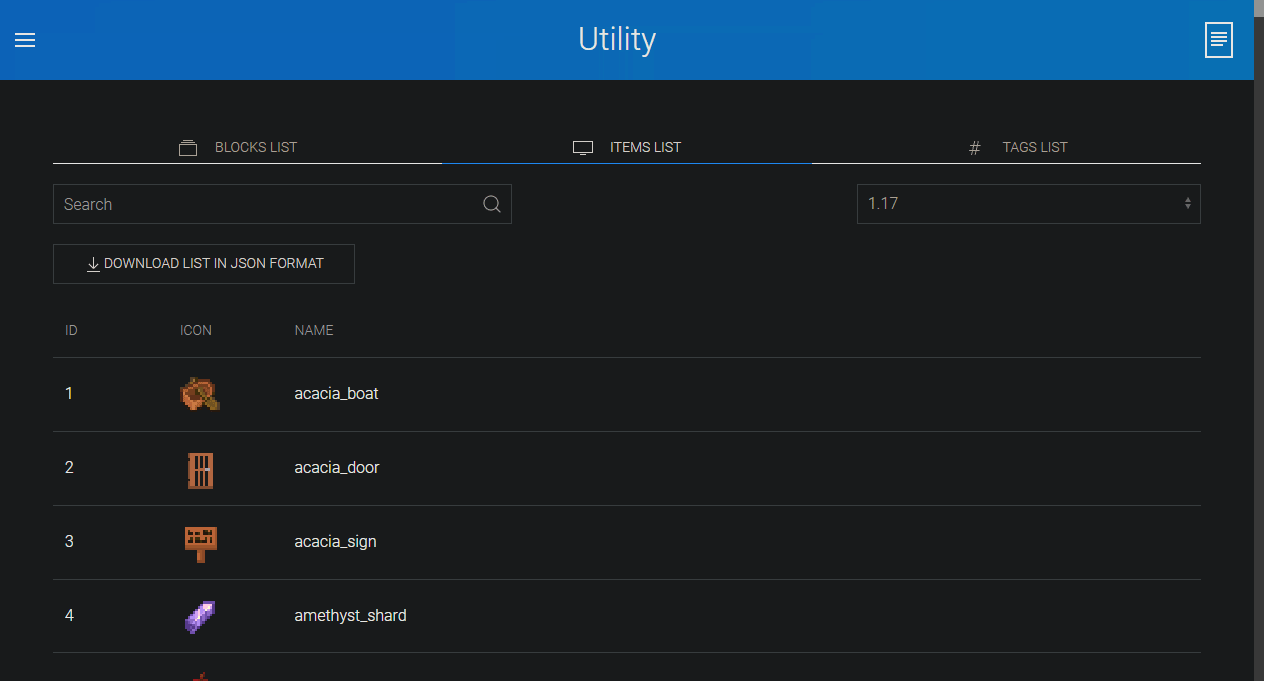 Utility
BLOCKS LIST
ITEMS LIST
# TAGS LIST
Search
1.17
DOWNLOAD LIST IN JSON FORMAT
ID ICON NAME
1 acacia_boat
2 acacia_door
3 acacia_sign
4 amethyst_shard